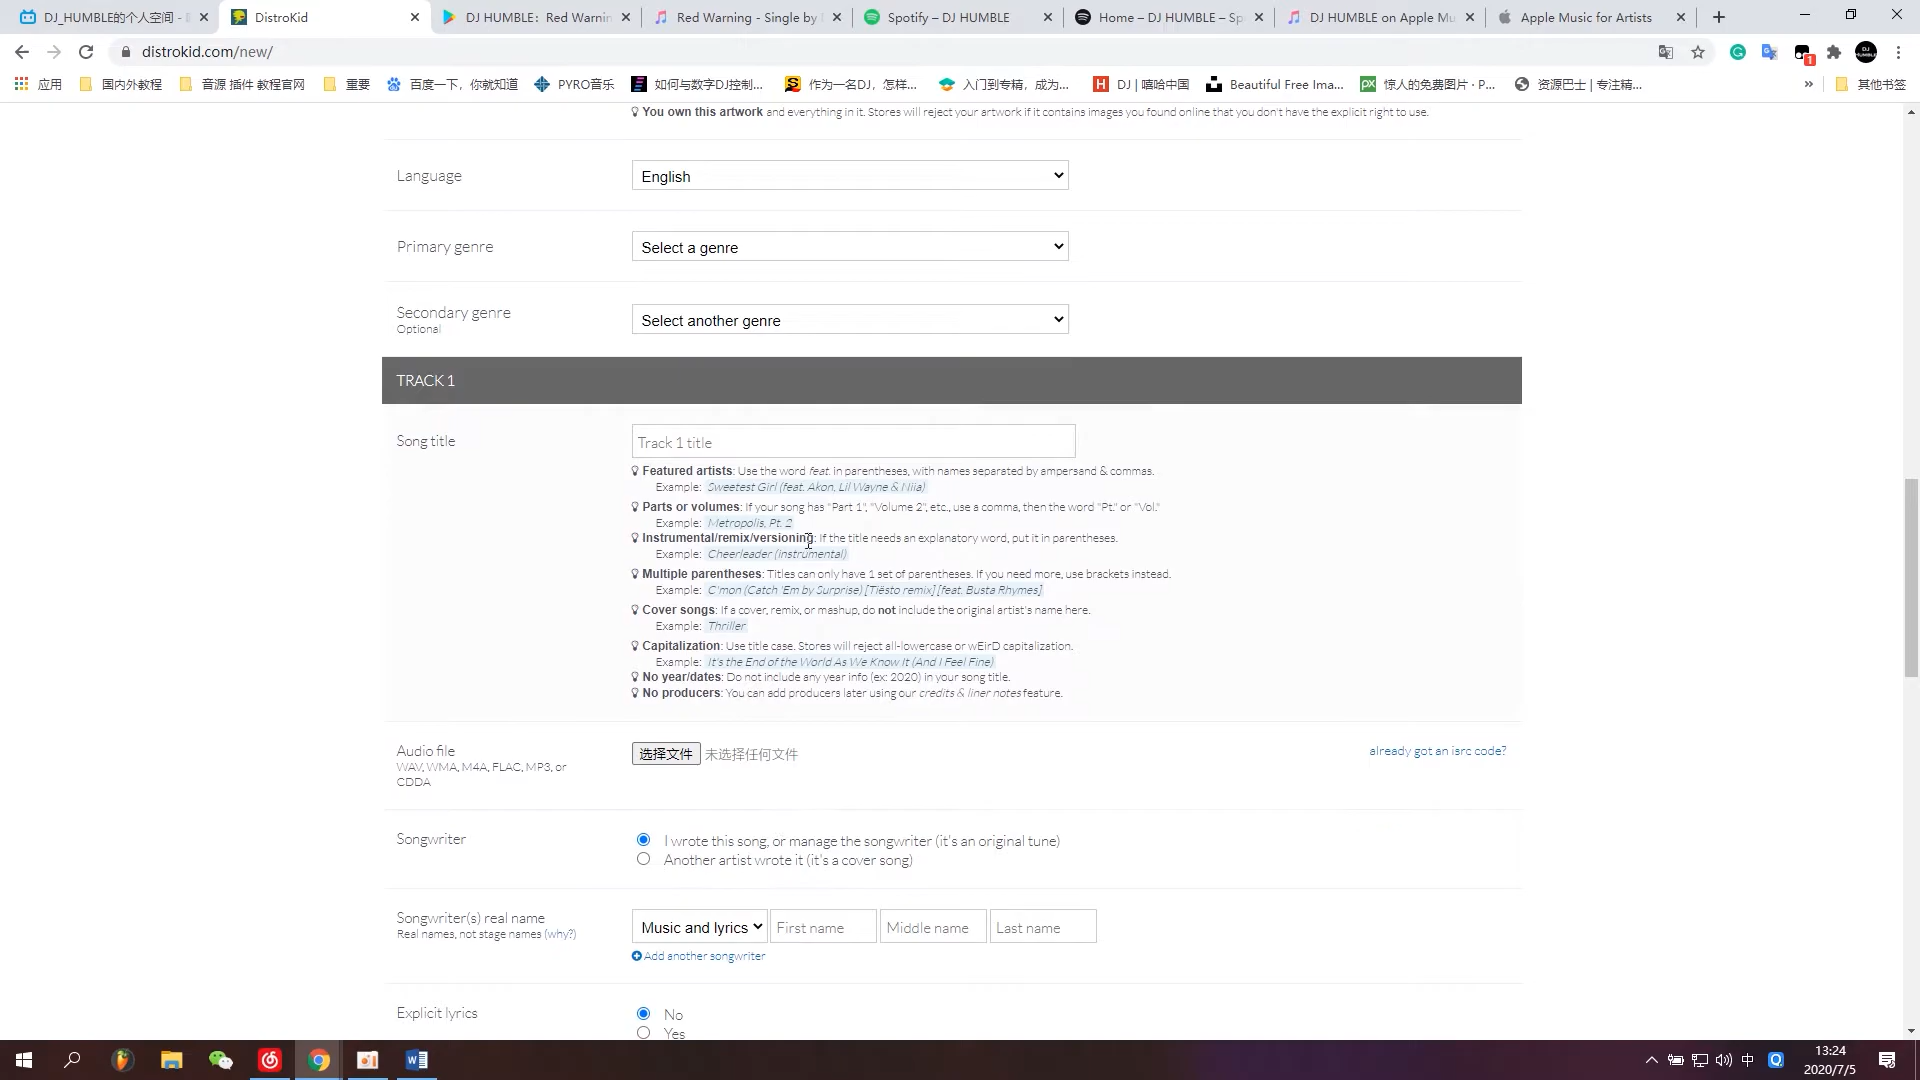 DJ_HUMBLE的个人空间 -
DistroKid
DJ HUMBLE：Red Warnin
Red Warning - Single by
Spotify – DJ HUMBLE
Home – DJ HUMBLE – Sp
DJ HUMBLE on Apple Mu
Apple Music for Artists
distrokid.com/new/
应用
国内外教程
音源 插件 教程官网
重要
百度一下，你就知道
PYRO音乐
如何与数字DJ控制...
作为一名DJ，怎样...
入门到专精，成为...
DJ | 嘻哈中国
Beautiful Free Ima...
惊人的免费图片 · P...
资源巴士 | 专注精...
»
其他书签
You own this artwork and everything in it. Stores will reject your artwork if it contains images you found online that you don't have the explicit right to use.
Language
English
Primary genre
Select a genre
Secondary genre
Optional
Select another genre
TRACK 1
Song title
Track 1 title
Featured artists: Use the word feat. in parentheses, with names separated by ampersand & commas.
Example: Sweetest Girl (feat. Akon, Lil Wayne & Niia)
Parts or volumes: If your song has "Part 1", "Volume 2", etc., use a comma, then the word "Pt." or "Vol."
Example: Metropolis, Pt. 2
Instrumental/remix/versioning: If the title needs an explanatory word, put it in parentheses.
Example: Cheerleader (instrumental)
Multiple parentheses: Titles can only have 1 set of parentheses. If you need more, use brackets instead.
Example: C'mon (Catch 'Em by Surprise) [Tiësto remix] [feat. Busta Rhymes]
Cover songs: If a cover, remix, or mashup, do not include the original artist's name here.
Example: Thriller
Capitalization: Use title case. Stores will reject all-lowercase or wEirD capitalization.
Example: It's the End of the World As We Know It (And I Feel Fine)
No year/dates: Do not include any year info (ex: 2020) in your song title.
No producers: You can add producers later using our credits & liner notes feature.
Audio file
WAV, WMA, M4A, FLAC, MP3, or
CDDA
选择文件 未选择任何文件
already got an isrc code?
Songwriter
I wrote this song, or manage the songwriter (it's an original tune)
Another artist wrote it (it's a cover song)
Songwriter(s) real name
Real names, not stage names (why?)
Music and lyrics
First name
Middle name
Last name
Add another songwriter
Explicit lyrics
No
Yes
中
13:24
2020/7/5